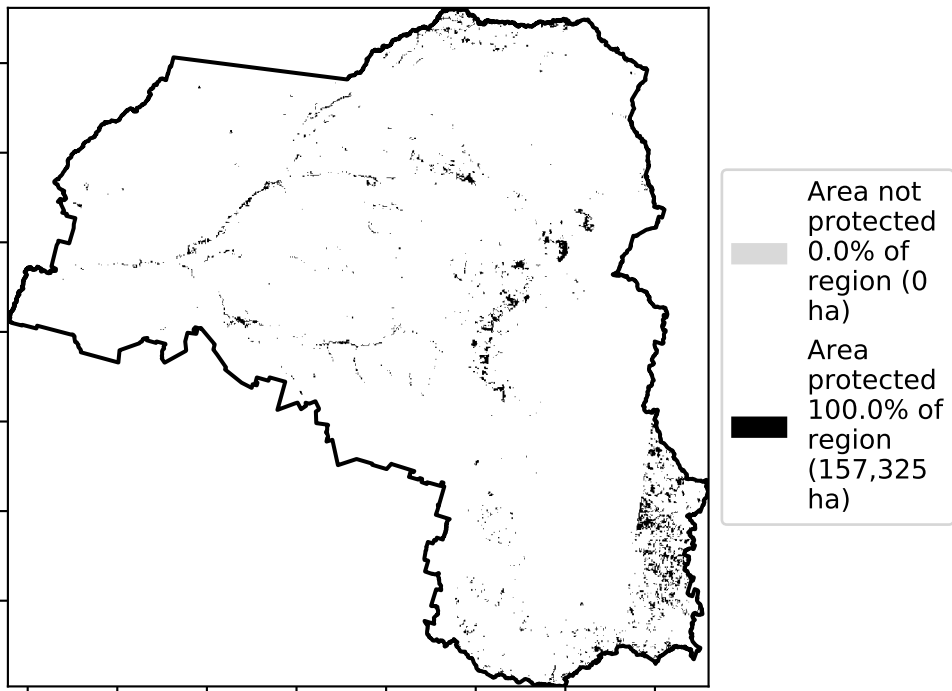 Area not
protected
0.0% of
region (0
ha)
Area
protected
100.0% of
region
(157,325
ha)